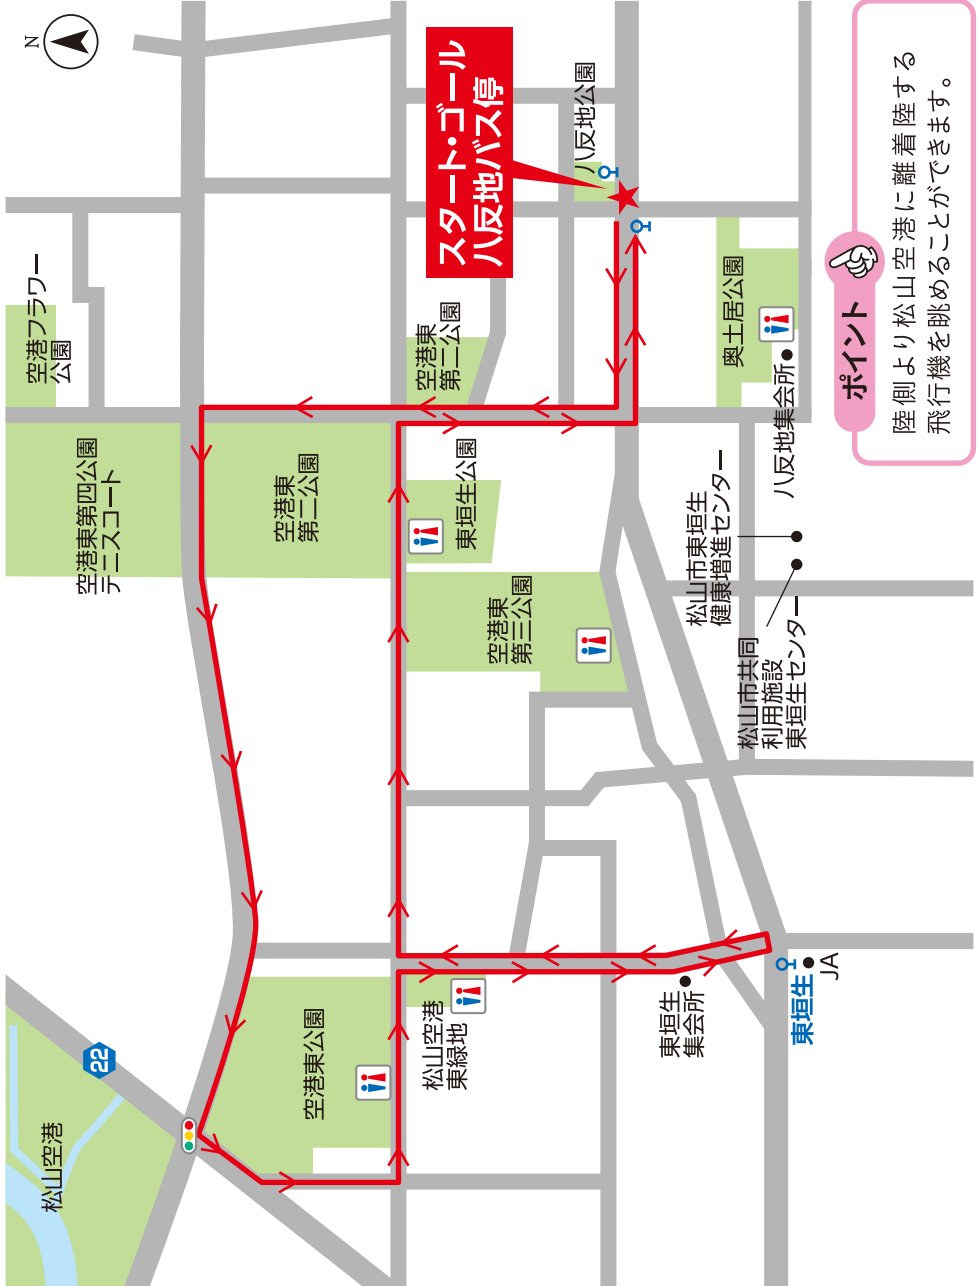 N
スタート・ゴール
八反地バス停
八反地公園
空港フラワー
公園
空港東
第二公園
奥土居公園
八反地集会所
空港東第四公園
テニスコート
空港東
第二公園
東垣生公園
松山市東垣生
健康増進センター
空港東
第三公園
松山市共同
利用施設
東垣生センター
22
松山空港
空港東公園
松山空港
東緑地
東垣生
集会所
東垣生
JA
ポイント
陸側より松山空港に離着陸する
飛行機を眺めることができます。